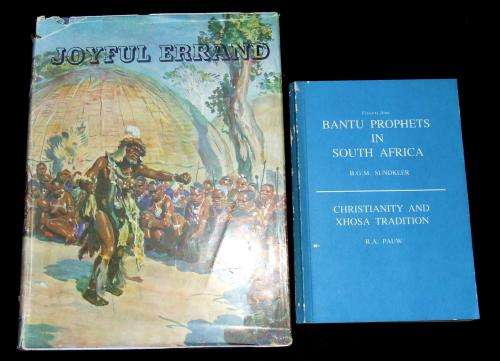 JOYFUL ERRAND
BANTU PROPHETS
IN
SOUTH AFRICA
B.G.M. SUNDKLER
CHRISTIANITY AND
XHOSA TRADITION
B.A. PAUW